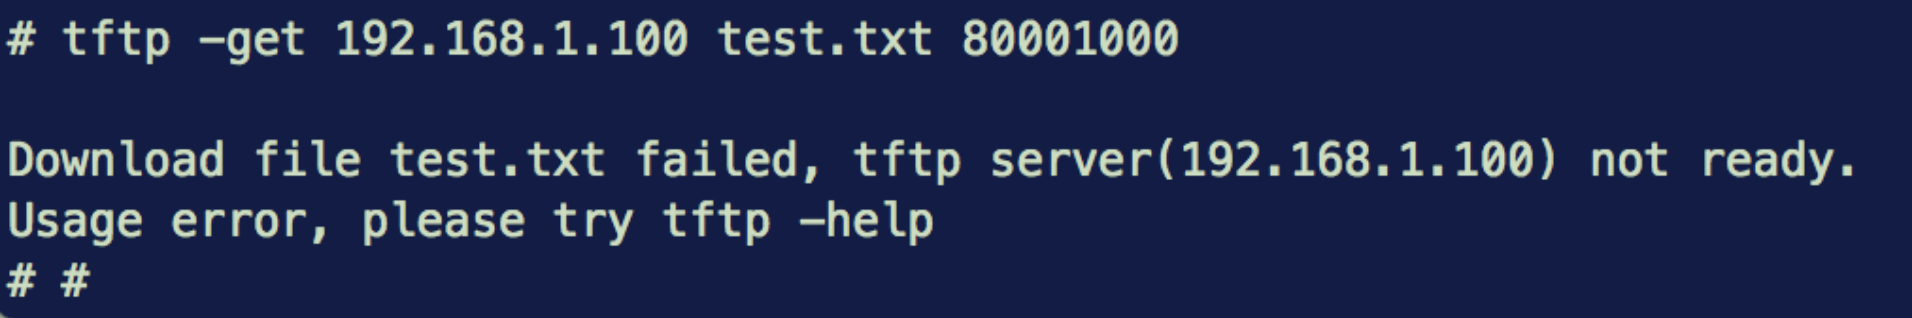 # tftp -get 192.168.1.100 test.txt 80001000
Download file test.txt failed, tftp server(192.168.1.100) not ready.
Usage error, please try tftp -help
# #